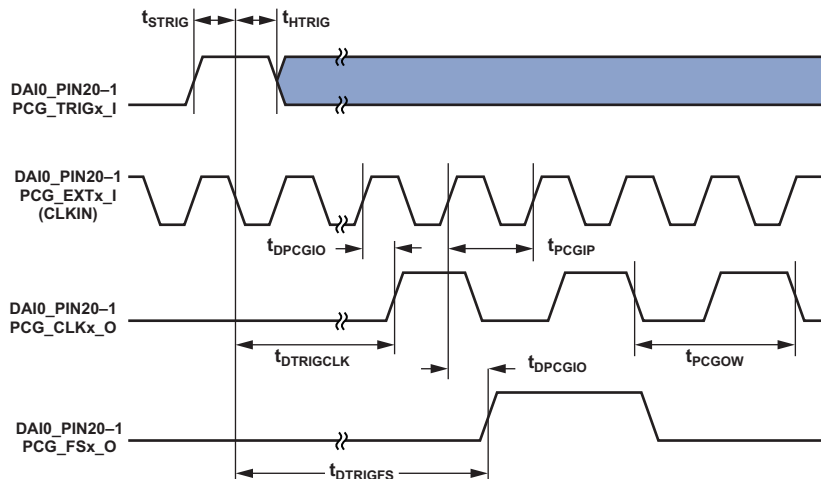 tSTRIG
tHTRIG
DAI0_PIN20–1
PCG_TRIGx_I
DAI0_PIN20–1
PCG_EXTx_I
(CLKIN)
tDPCGIO
tPCGIP
DAI0_PIN20–1
PCG_CLKx_O
tDTRIGCLK
tDPCGIO
tPCGOW
DAI0_PIN20–1
PCG_FSx_O
tDTRIGFS